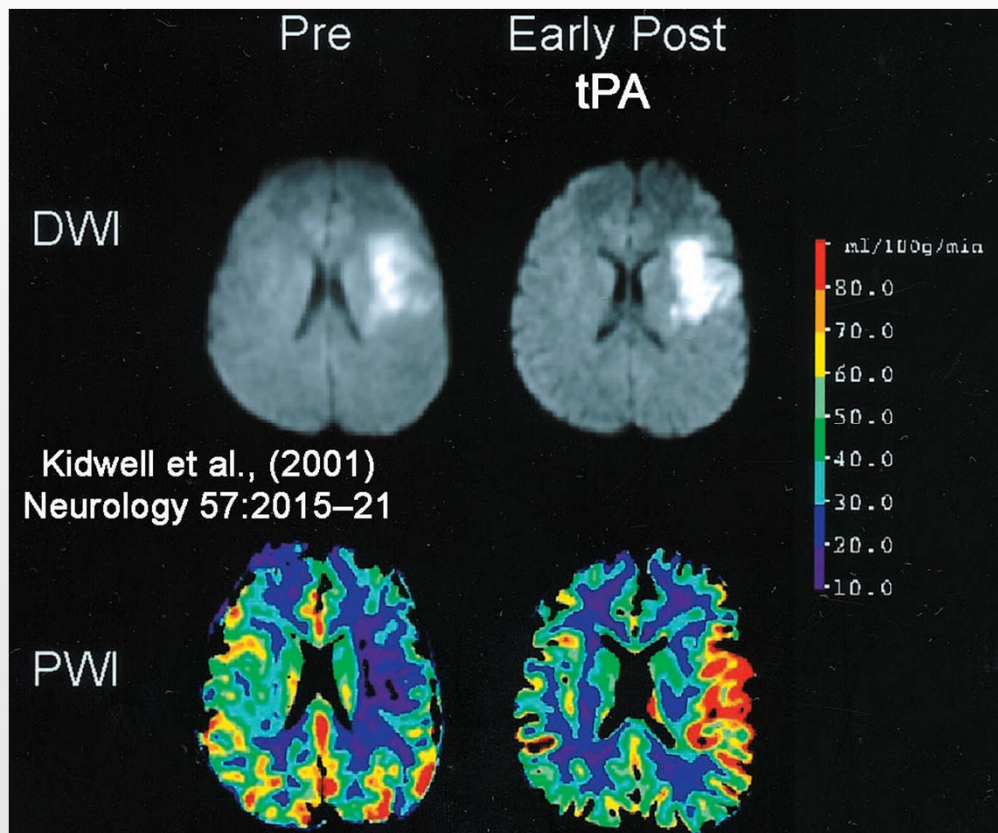 Pre
Early Post
tPA
DWI
ml/100g/min
80.0
70.0
60.0
50.0
40.0
30.0
20.0
10.0
Kidwell et al., (2001)
Neurology 57:2015–21
PWI